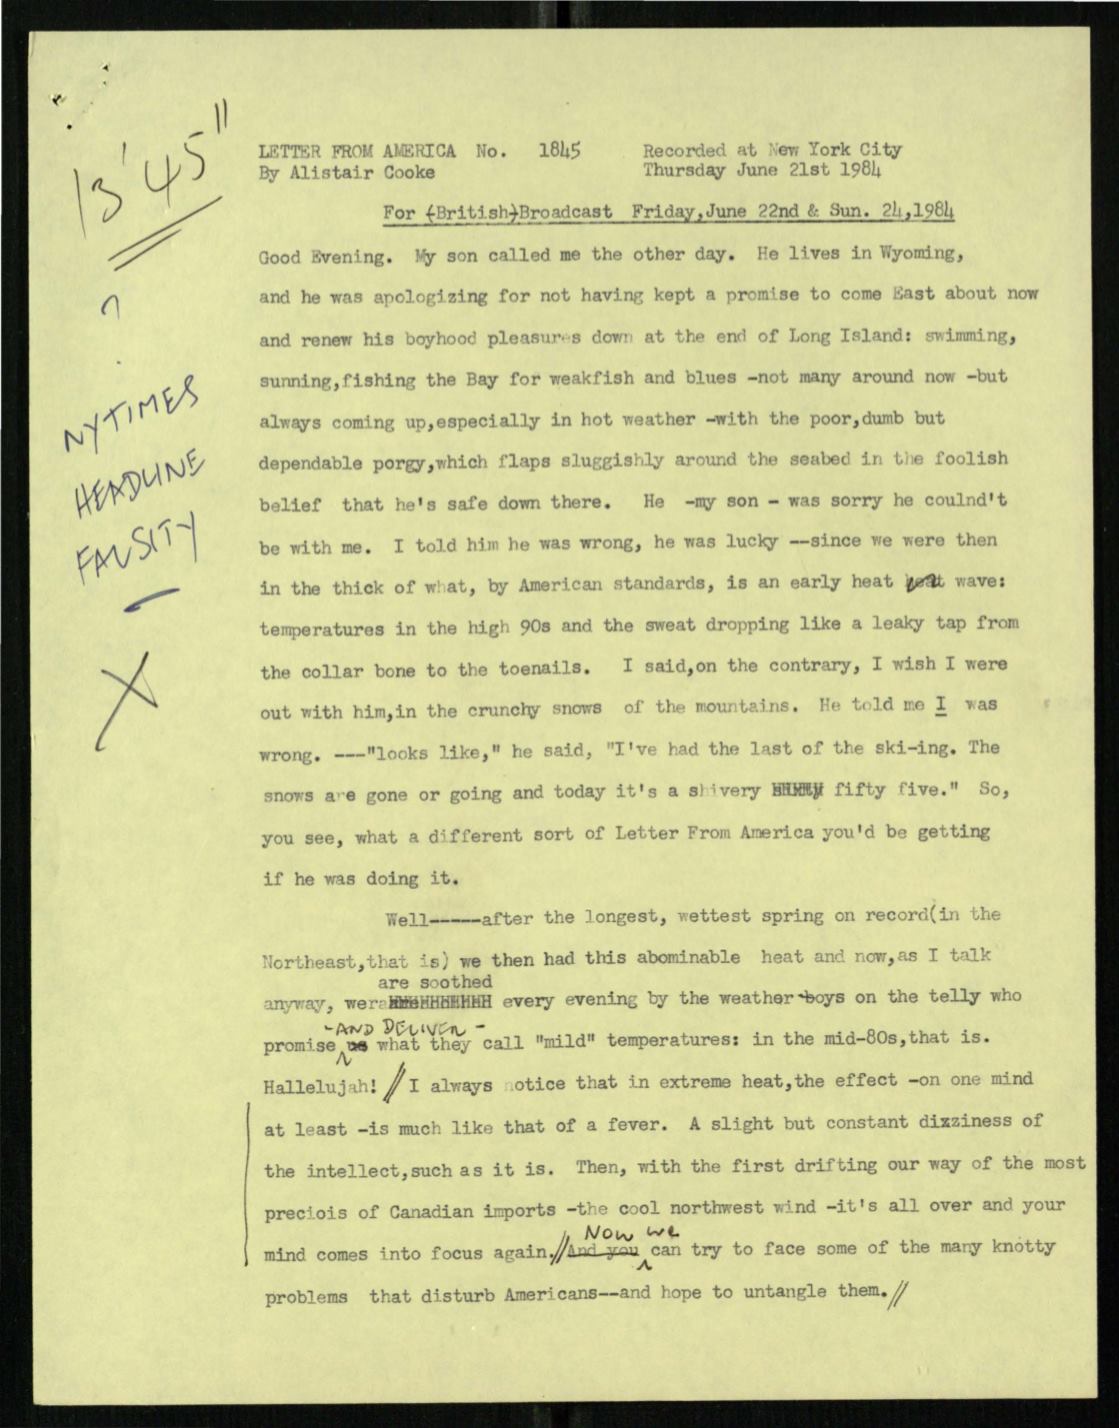 13'45"
?
NYTIMES
HEADLINE
FALSITY
X
LETTER FROM AMERICA No. 1845 Recorded at New York City
By Alistair Cooke Thursday June 21st 1984
For (British) Broadcast Friday,June 22nd & Sun. 24,1984
Good Evening. My son called me the other day. He lives in Wyoming,
and he was apologizing for not having kept a promise to come East about now
and renew his boyhood pleasures down at the end of Long Island: swimming,
sunning,fishing the Bay for weakfish and blues -not many around now -but
always coming up,especially in hot weather -with the poor,dumb but
dependable porgy,which flaps sluggishly around the seabed in the foolish
belief that he's safe down there. He -my son - was sorry he coulnd't
be with me. I told him he was wrong, he was lucky --since we were then
in the thick of what, by American standards, is an early heat heat wave:
temperatures in the high 90s and the sweat dropping like a leaky tap from
the collar bone to the toenails. I said,on the contrary, I wish I were
out with him,in the crunchy snows of the mountains. He told me I was
wrong. ---"looks like," he said, "I've had the last of the ski-ing. The
snows are gone or going and today it's a shivery fifty five." So,
you see, what a different sort of Letter From America you'd be getting
if he was doing it.
Well-----after the longest, wettest spring on record(in the
Northeast,that is) we then had this abominable heat and now,as I talk
are soothed
anyway, we every evening by the weather boys on the telly who
-AND DELIVER-
promise us what they call "mild" temperatures: in the mid-80s,that is.
Hallelujah! // I always notice that in extreme heat,the effect -on one mind
at least -is much like that of a fever. A slight but constant dixziness of
the intellect,such as it is. Then, with the first drifting our way of the most
preciois of Canadian imports -the cool northwest wind -it's all over and your
NOW WE
mind comes into focus again.//And you can try to face some of the many knotty
problems that disturb Americans--and hope to untangle them.//